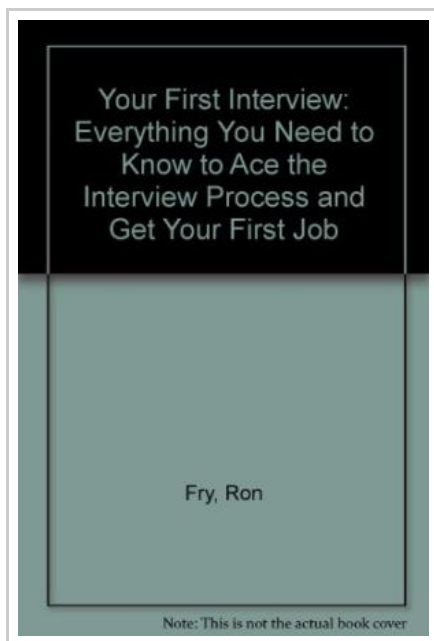 Your First Interview:
Everything You Need to
Know to Ace the
Interview Process and
Get Your First Job
Fry, Ron
Note: This is not the actual book cover